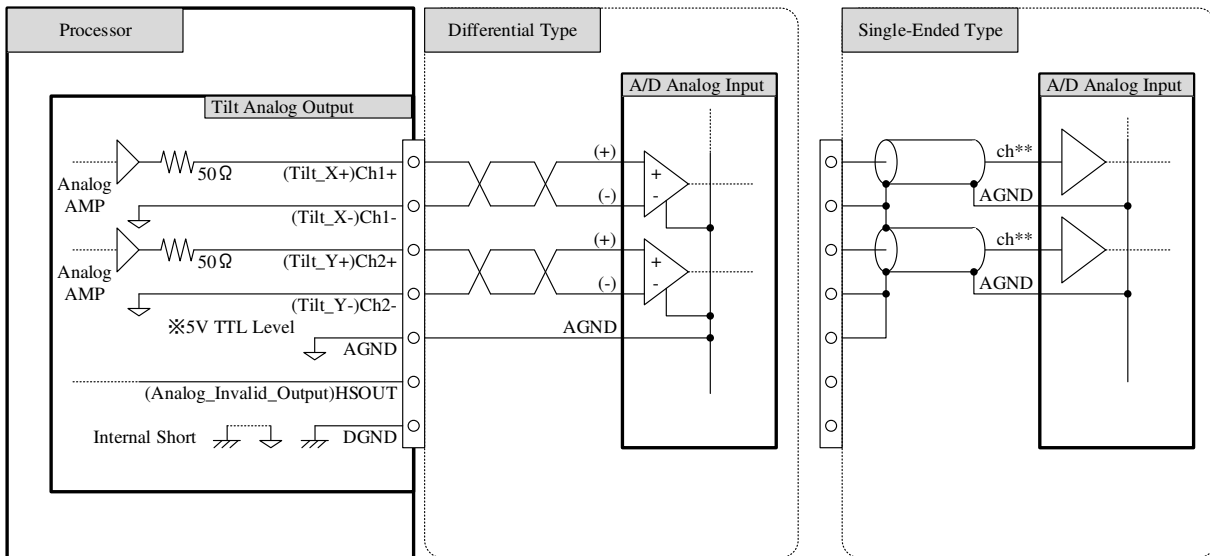 Processor
Tilt Analog Output
Analog
AMP
50Ω
(Tilt_X+)Ch1+
(Tilt_X-)Ch1-
Analog
AMP
50Ω
(Tilt_Y+)Ch2+
(Tilt_Y-)Ch2-
※5V TTL Level
AGND
(Analog_Invalid_Output)HSOUT
Internal Short
DGND
Differential Type
A/D Analog Input
(+)
(-)
+
-
(+)
(-)
+
-
AGND
Single-Ended Type
A/D Analog Input
ch**
AGND
ch**
AGND